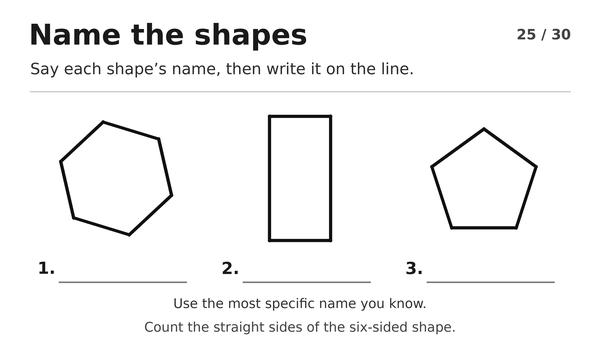 Name the shapes
25 / 30
Say each shape’s name, then write it on the line.
1.
2.
3.
Use the most specific name you know.
Count the straight sides of the six-sided shape.